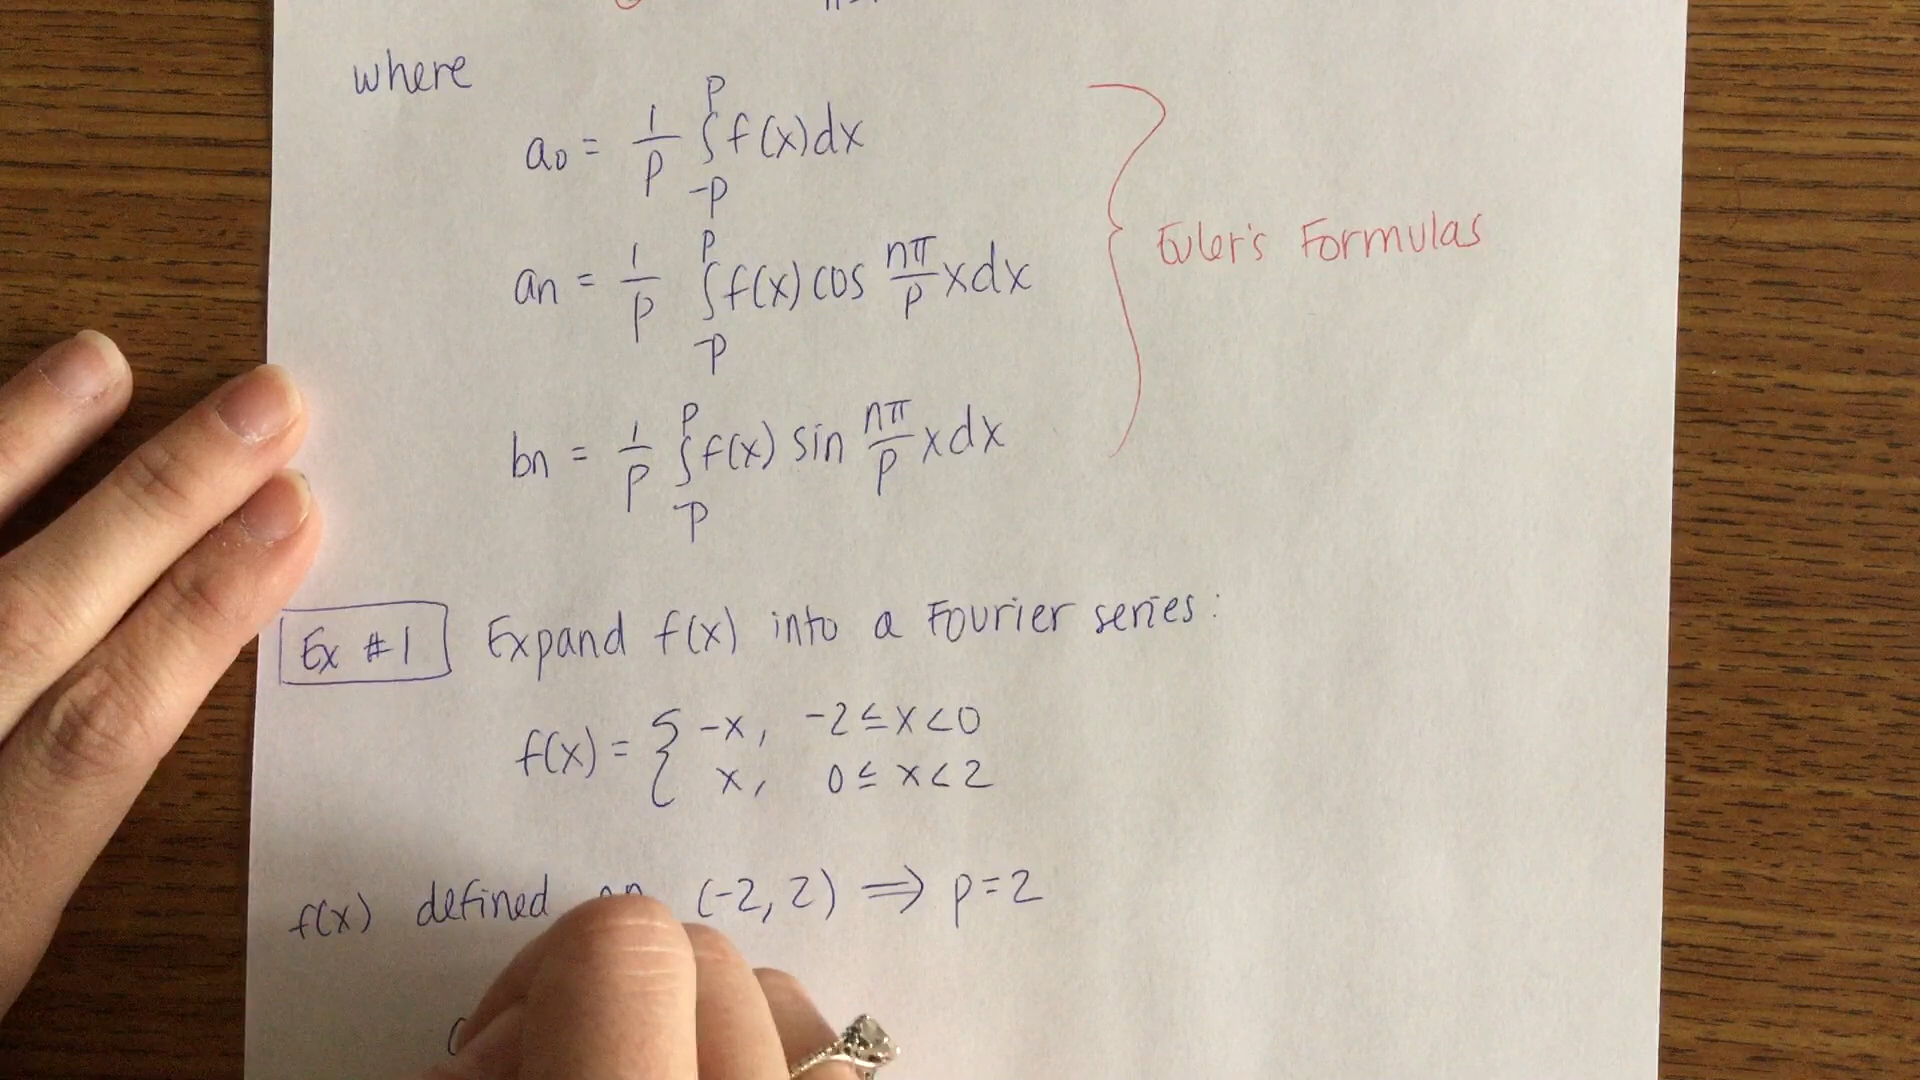 where
a₀ = 1/p ∫_{-p}^{p} f(x)dx
aₙ = 1/p ∫_{-p}^{p} f(x) cos nπ/p x dx
Euler's Formulas
bₙ = 1/p ∫_{-p}^{p} f(x) sin nπ/p x dx
Ex #1 Expand f(x) into a Fourier series:
f(x) = { -x, -2 ≤ x < 0
x, 0 ≤ x < 2
f(x) defined on (-2, 2) ⟹ p = 2